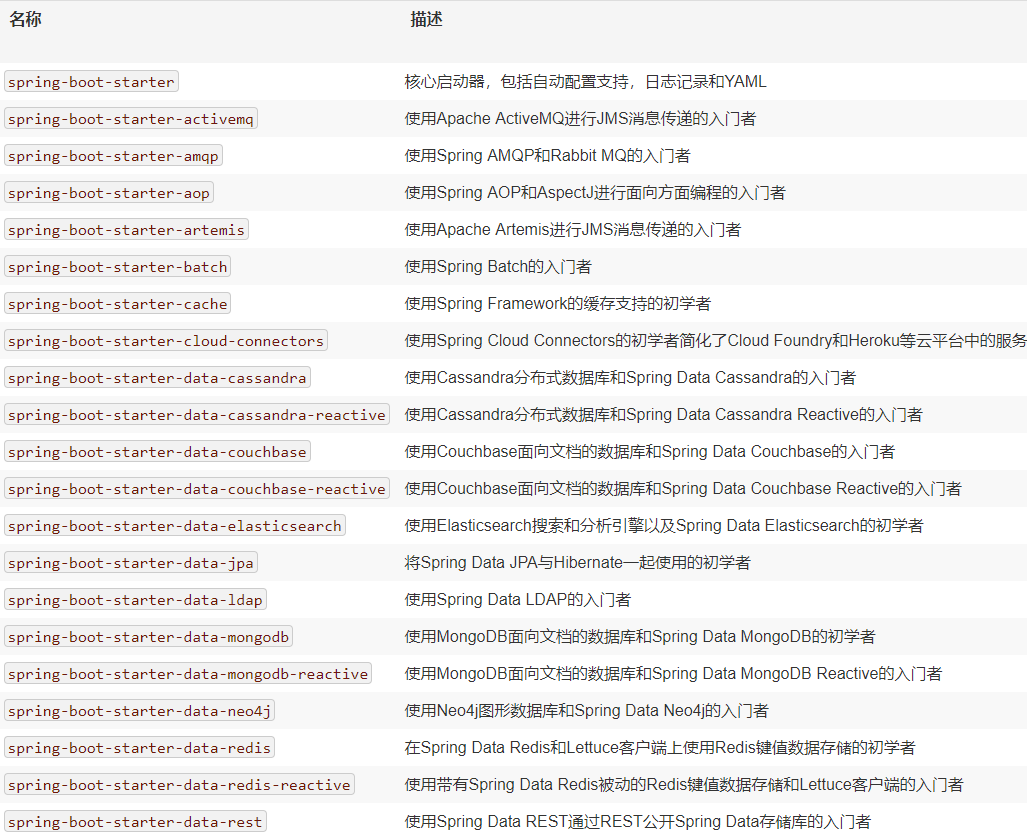 名称 描述
spring-boot-starter 核心启动器，包括自动配置支持，日志记录和YAML
spring-boot-starter-activemq 使用Apache ActiveMQ进行JMS消息传递的入门者
spring-boot-starter-amqp 使用Spring AMQP和Rabbit MQ的入门者
spring-boot-starter-aop 使用Spring AOP和AspectJ进行面向方面编程的入门者
spring-boot-starter-artemis 使用Apache Artemis进行JMS消息传递的入门者
spring-boot-starter-batch 使用Spring Batch的入门者
spring-boot-starter-cache 使用Spring Framework的缓存支持的初学者
spring-boot-starter-cloud-connectors 使用Spring Cloud Connectors的初学者简化了Cloud Foundry和Heroku等云平台中的服务
spring-boot-starter-data-cassandra 使用Cassandra分布式数据库和Spring Data Cassandra的入门者
spring-boot-starter-data-cassandra-reactive 使用Cassandra分布式数据库和Spring Data Cassandra Reactive的入门者
spring-boot-starter-data-couchbase 使用Couchbase面向文档的数据库和Spring Data Couchbase的入门者
spring-boot-starter-data-couchbase-reactive 使用Couchbase面向文档的数据库和Spring Data Couchbase Reactive的入门者
spring-boot-starter-data-elasticsearch 使用Elasticsearch搜索和分析引擎以及Spring Data Elasticsearch的初学者
spring-boot-starter-data-jpa 将Spring Data JPA与Hibernate一起使用的初学者
spring-boot-starter-data-ldap 使用Spring Data LDAP的入门者
spring-boot-starter-data-mongodb 使用MongoDB面向文档的数据库和Spring Data MongoDB的初学者
spring-boot-starter-data-mongodb-reactive 使用MongoDB面向文档的数据库和Spring Data MongoDB Reactive的入门者
spring-boot-starter-data-neo4j 使用Neo4j图形数据库和Spring Data Neo4j的入门者
spring-boot-starter-data-redis 在Spring Data Redis和Lettuce客户端上使用Redis键值数据存储的初学者
spring-boot-starter-data-redis-reactive 使用带有Spring Data Redis被动的Redis键值数据存储和Lettuce客户端的入门者
spring-boot-starter-data-rest 使用Spring Data REST通过REST公开Spring Data存储库的入门者